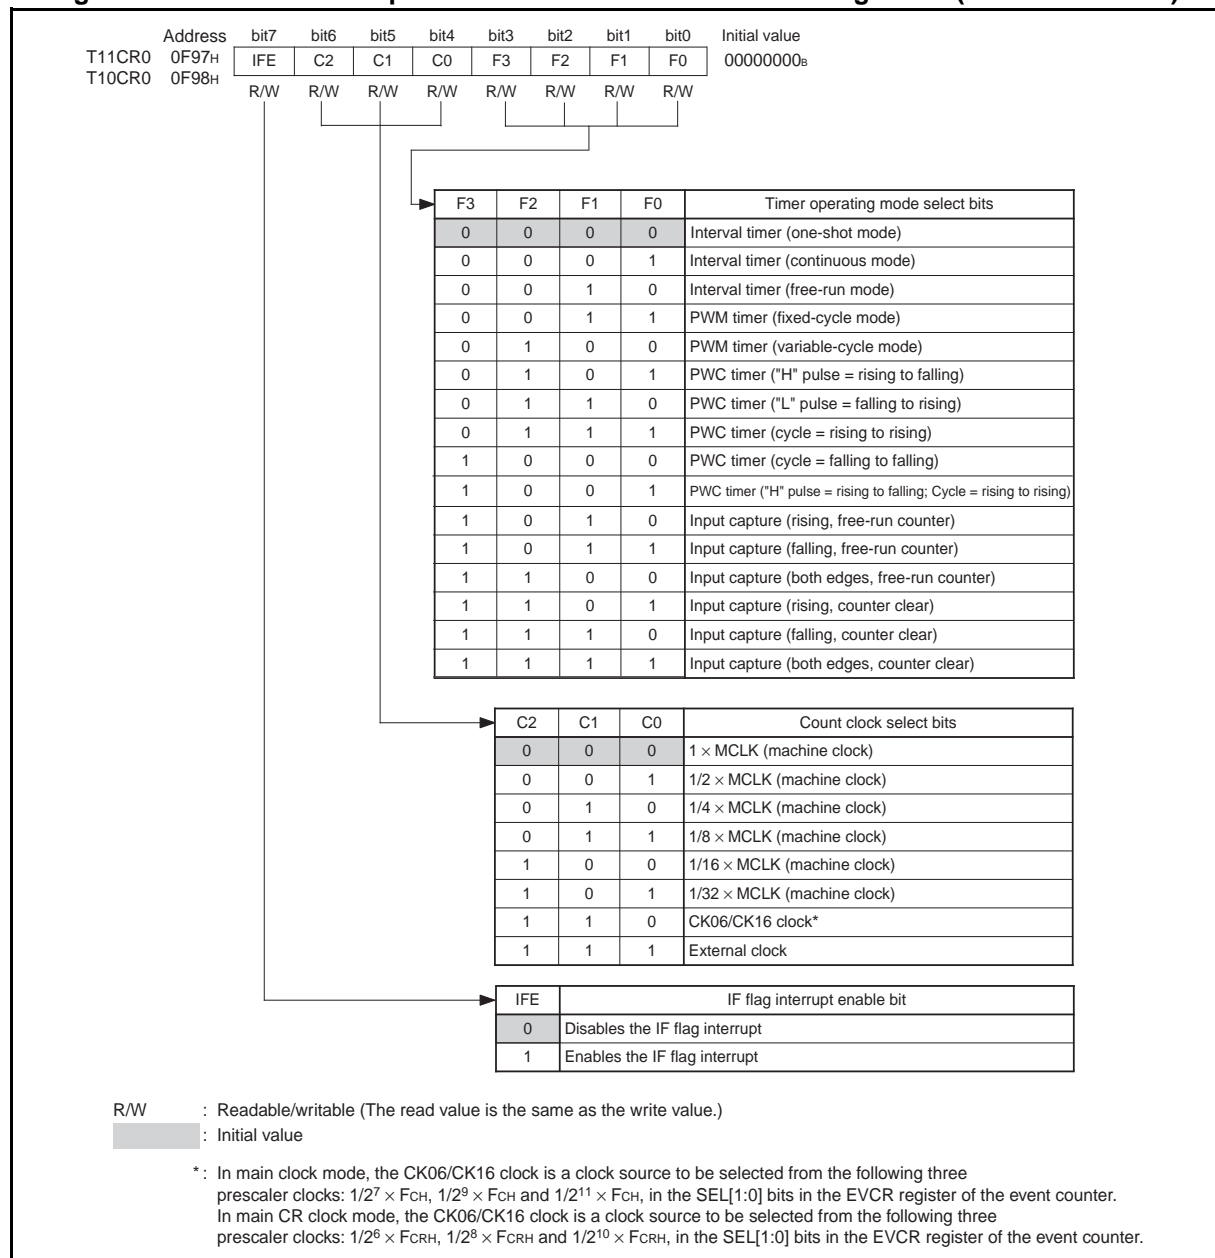 Address bit7 bit6 bit5 bit4 bit3 bit2 bit1 bit0 Initial value
T11CR0 0F97H IFE C2 C1 C0 F3 F2 F1 F0 00000000B
T10CR0 0F98H
R/W R/W R/W R/W R/W R/W R/W R/W
F3 F2 F1 F0 Timer operating mode select bits
0 0 0 0 Interval timer (one-shot mode)
0 0 0 1 Interval timer (continuous mode)
0 0 1 0 Interval timer (free-run mode)
0 0 1 1 PWM timer (fixed-cycle mode)
0 1 0 0 PWM timer (variable-cycle mode)
0 1 0 1 PWC timer ("H" pulse = rising to falling)
0 1 1 0 PWC timer ("L" pulse = falling to rising)
0 1 1 1 PWC timer (cycle = rising to rising)
1 0 0 0 PWC timer (cycle = falling to falling)
1 0 0 1 PWC timer ("H" pulse = rising to falling; Cycle = rising to rising)
1 0 1 0 Input capture (rising, free-run counter)
1 0 1 1 Input capture (falling, free-run counter)
1 1 0 0 Input capture (both edges, free-run counter)
1 1 0 1 Input capture (rising, counter clear)
1 1 1 0 Input capture (falling, counter clear)
1 1 1 1 Input capture (both edges, counter clear)
C2 C1 C0 Count clock select bits
0 0 0 1 × MCLK (machine clock)
0 0 1 1/2 × MCLK (machine clock)
0 1 0 1/4 × MCLK (machine clock)
0 1 1 1/8 × MCLK (machine clock)
1 0 0 1/16 × MCLK (machine clock)
1 0 1 1/32 × MCLK (machine clock)
1 1 0 CK06/CK16 clock*
1 1 1 External clock
IFE IF flag interrupt enable bit
0 Disables the IF flag interrupt
1 Enables the IF flag interrupt
R/W : Readable/writable (The read value is the same as the write value.)
: Initial value
* : In main clock mode, the CK06/CK16 clock is a clock source to be selected from the following three
prescaler clocks: 1/2⁷ × FCH, 1/2⁹ × FCH and 1/2¹¹ × FCH, in the SEL[1:0] bits in the EVCR register of the event counter.
In main CR clock mode, the CK06/CK16 clock is a clock source to be selected from the following three
prescaler clocks: 1/2⁶ × FCRH, 1/2⁸ × FCRH and 1/2¹⁰ × FCRH, in the SEL[1:0] bits in the EVCR register of the event counter.